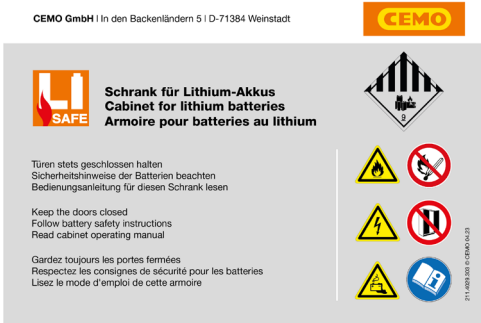 CEMO GmbH | In den Backenländern 5 | D-71384 Weinstadt
CEMO
LI
SAFE
Schrank für Lithium-Akkus
Cabinet for lithium batteries
Armoire pour batteries au lithium
9
Türen stets geschlossen halten
Sicherheitshinweise der Batterien beachten
Bedienungsanleitung für diesen Schrank lesen
Keep the doors closed
Follow battery safety instructions
Read cabinet operating manual
Gardez toujours les portes fermées
Respectez les consignes de sécurité pour les batteries
Lisez le mode d'emploi de cette armoire
211.4029.303 © CEMO 04.23